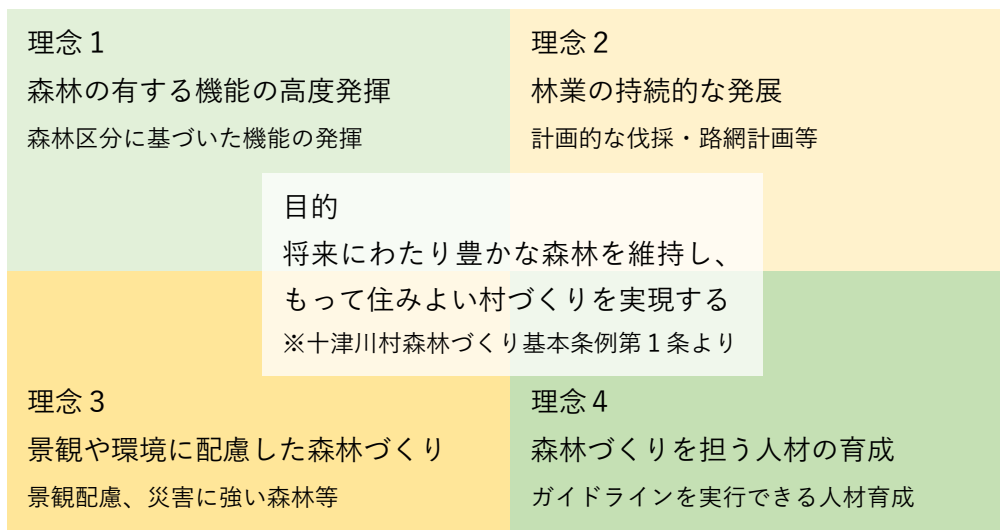 理念１
森林の有する機能の高度発揮
森林区分に基づいた機能の発揮
理念２
林業の持続的な発展
計画的な伐採・路網計画等
目的
将来にわたり豊かな森林を維持し、
もって住みよい村づくりを実現する
※十津川村森林づくり基本条例第１条より
理念３
景観や環境に配慮した森林づくり
景観配慮、災害に強い森林等
理念４
森林づくりを担う人材の育成
ガイドラインを実行できる人材育成